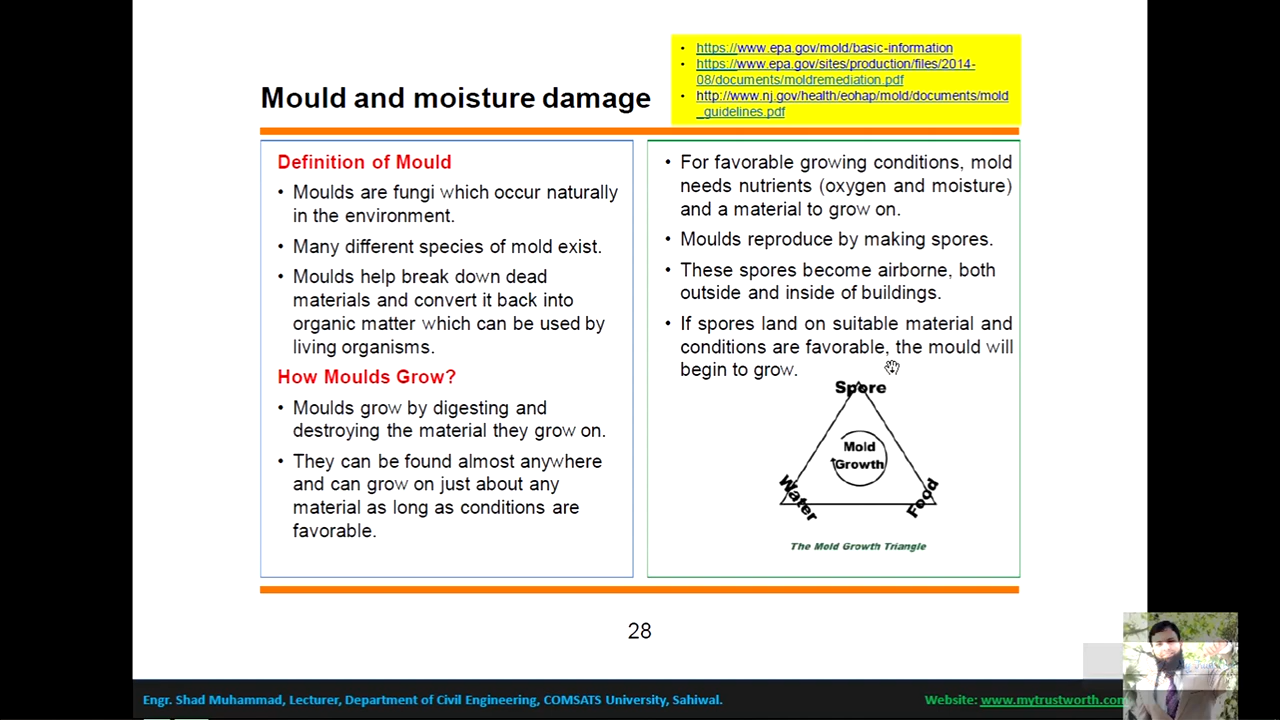 • https://www.epa.gov/mold/basic-information
• https://www.epa.gov/sites/production/files/2014-
08/documents/moldremediation.pdf
• http://www.nj.gov/health/eohap/mold/documents/mold
_guidelines.pdf
Mould and moisture damage
Definition of Mould
• Moulds are fungi which occur naturally
in the environment.
• Many different species of mold exist.
• Moulds help break down dead
materials and convert it back into
organic matter which can be used by
living organisms.
How Moulds Grow?
• Moulds grow by digesting and
destroying the material they grow on.
• They can be found almost anywhere
and can grow on just about any
material as long as conditions are
favorable.
• For favorable growing conditions, mold
needs nutrients (oxygen and moisture)
and a material to grow on.
• Moulds reproduce by making spores.
• These spores become airborne, both
outside and inside of buildings.
• If spores land on suitable material and
conditions are favorable, the mould will
begin to grow.
Spore
Mold
Growth
Water
Food
The Mold Growth Triangle
28
Engr. Shad Muhammad, Lecturer, Department of Civil Engineering, COMSATS University, Sahiwal.
Website: www.mytrustworth.com